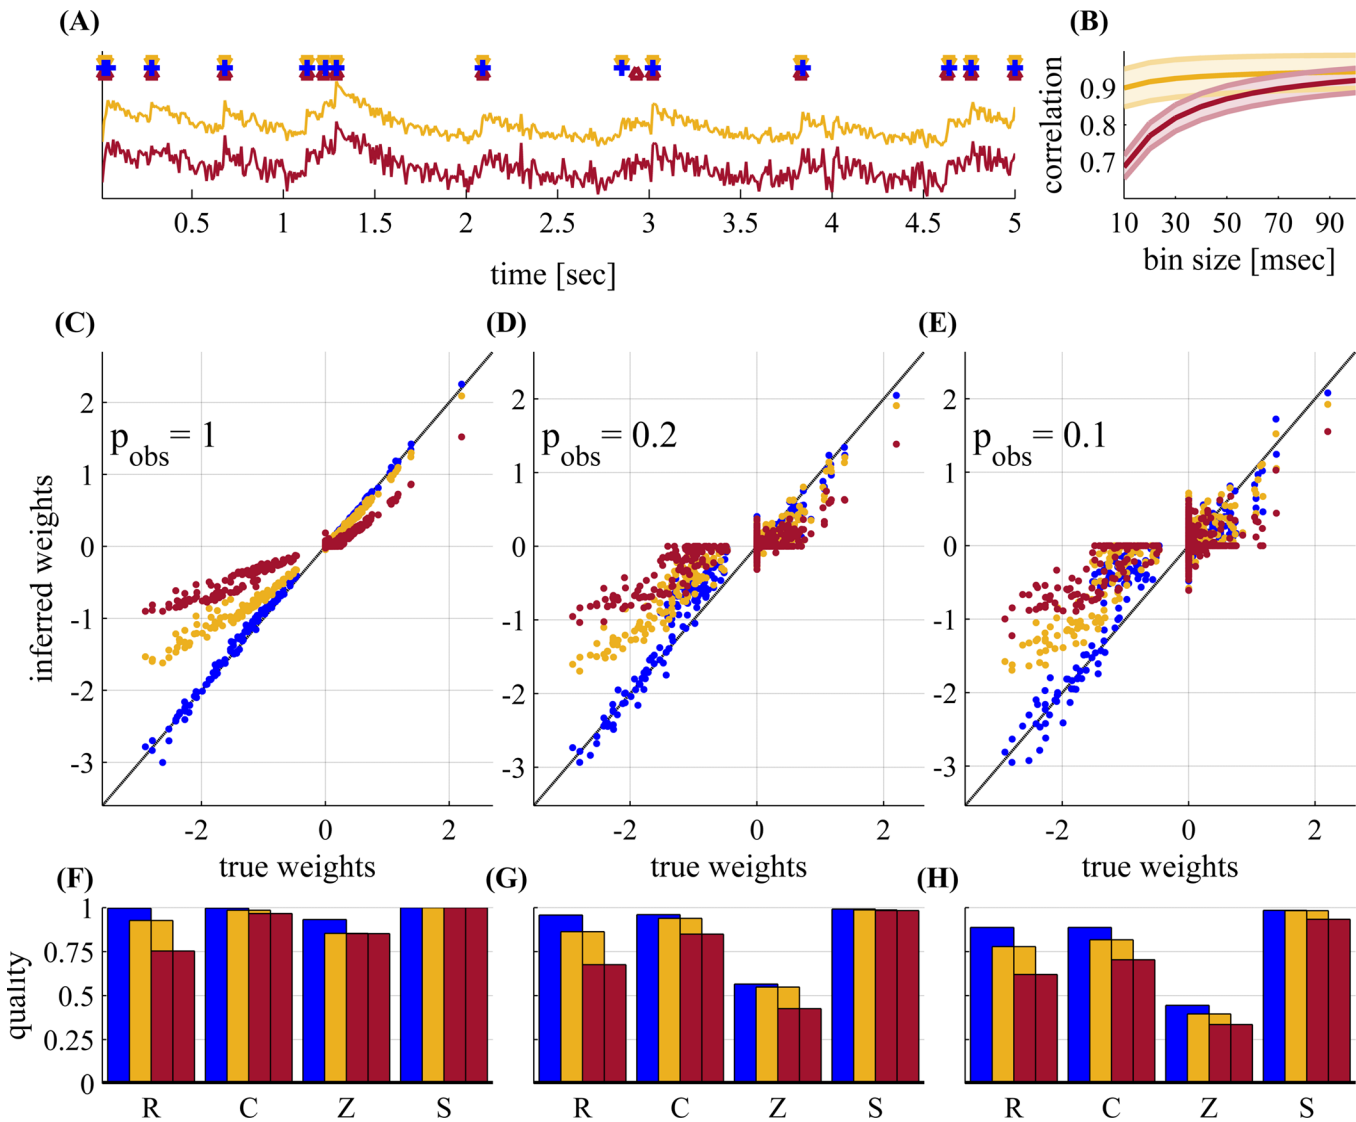 (A)
(B)
0.5 1 1.5 2 2.5 3 3.5 4 4.5 5
time [sec]
correlation
0.9
0.8
0.7
10 30 50 70 90
bin size [msec]
(C)
(D)
(E)
inferred weights
2
1
0
-1
-2
-3
pobs = 1
-2 0 2
true weights
2
1
0
-1
-2
-3
pobs = 0.2
-2 0 2
true weights
2
1
0
-1
-2
-3
pobs = 0.1
-2 0 2
true weights
(F)
(G)
(H)
quality
1
0.75
0.5
0.25
0
R C Z S
R C Z S
R C Z S